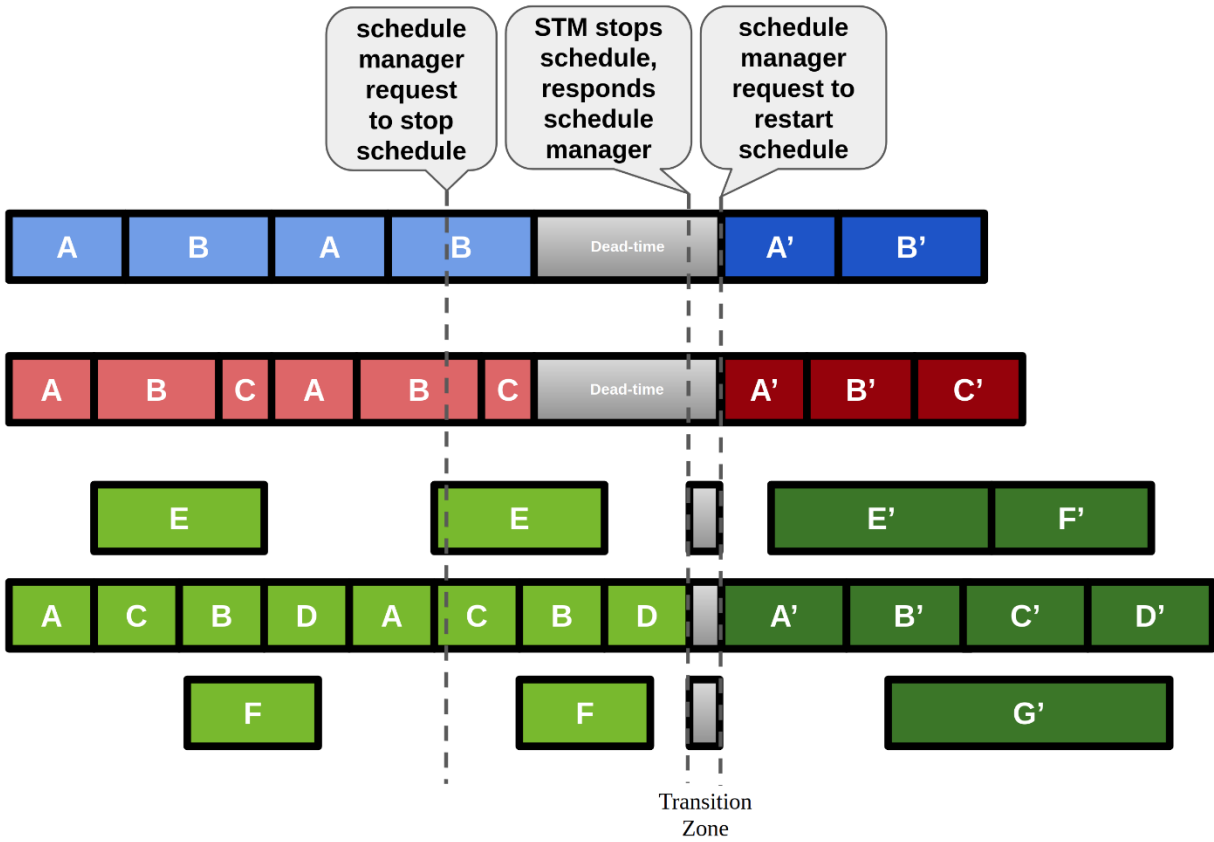 schedule
manager
request
to stop
schedule
STM stops
schedule,
responds
schedule
manager
schedule
manager
request to
restart
schedule
A B A B Dead-time A’ B’
A B C A B C Dead-time A’ B’ C’
E E E’ F’
A C B D A C B D A’ B’ C’ D’
F F G’
Transition
Zone